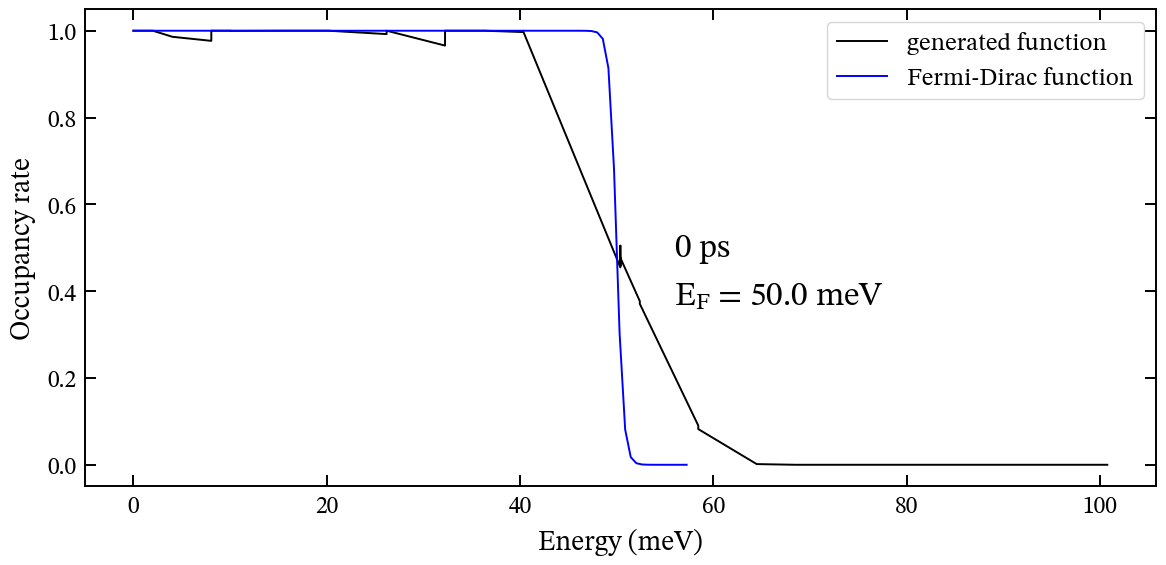 generated function
Fermi-Dirac function
Occupancy rate
1.0
0.8
0.6
0.4
0.2
0.0
0 ps
E_F = 50.0 meV
0 20 40 60 80 100
Energy (meV)